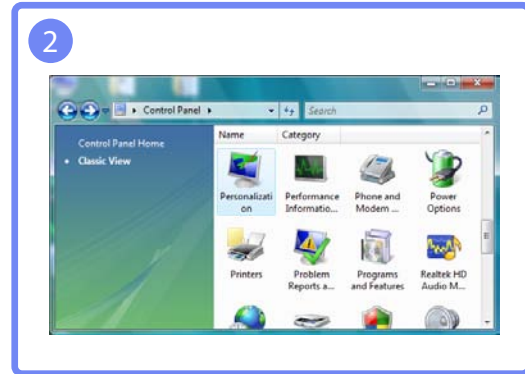 2
Control Panel
Search
Control Panel Home
Classic View
Name Category
Personalizati
on
Performance
Informatio...
Phone and
Modem ...
Power
Options
Printers
Problem
Reports a...
Programs
and Features
Realtek HD
Audio M...